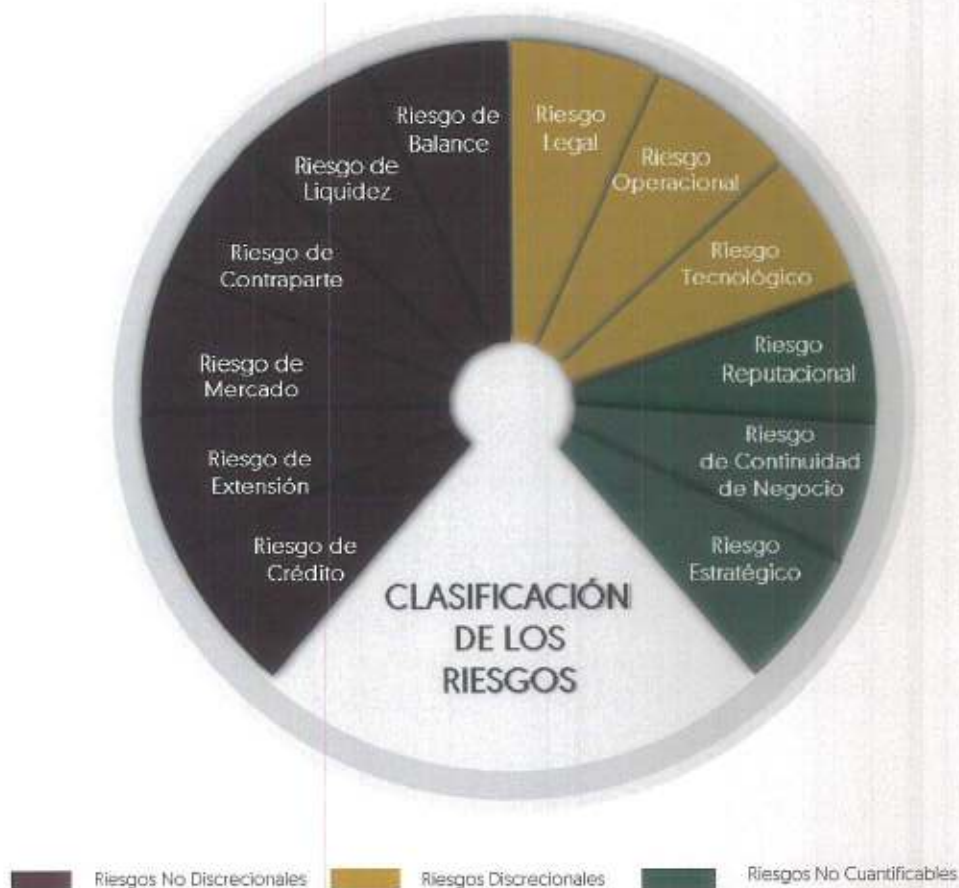 Riesgo de
Balance
Riesgo
Legal
Riesgo de
Liquidez
Riesgo
Operacional
Riesgo de
Contraparte
Riesgo
Tecnológico
Riesgo de
Mercado
Riesgo
Reputacional
Riesgo de
Extensión
Riesgo
de Continuidad
de Negocio
Riesgo de
Crédito
Riesgo
Estratégico
CLASIFICACIÓN
DE LOS
RIESGOS
Riesgos No Discrecionales
Riesgos Discrecionales
Riesgos No Cuantificables